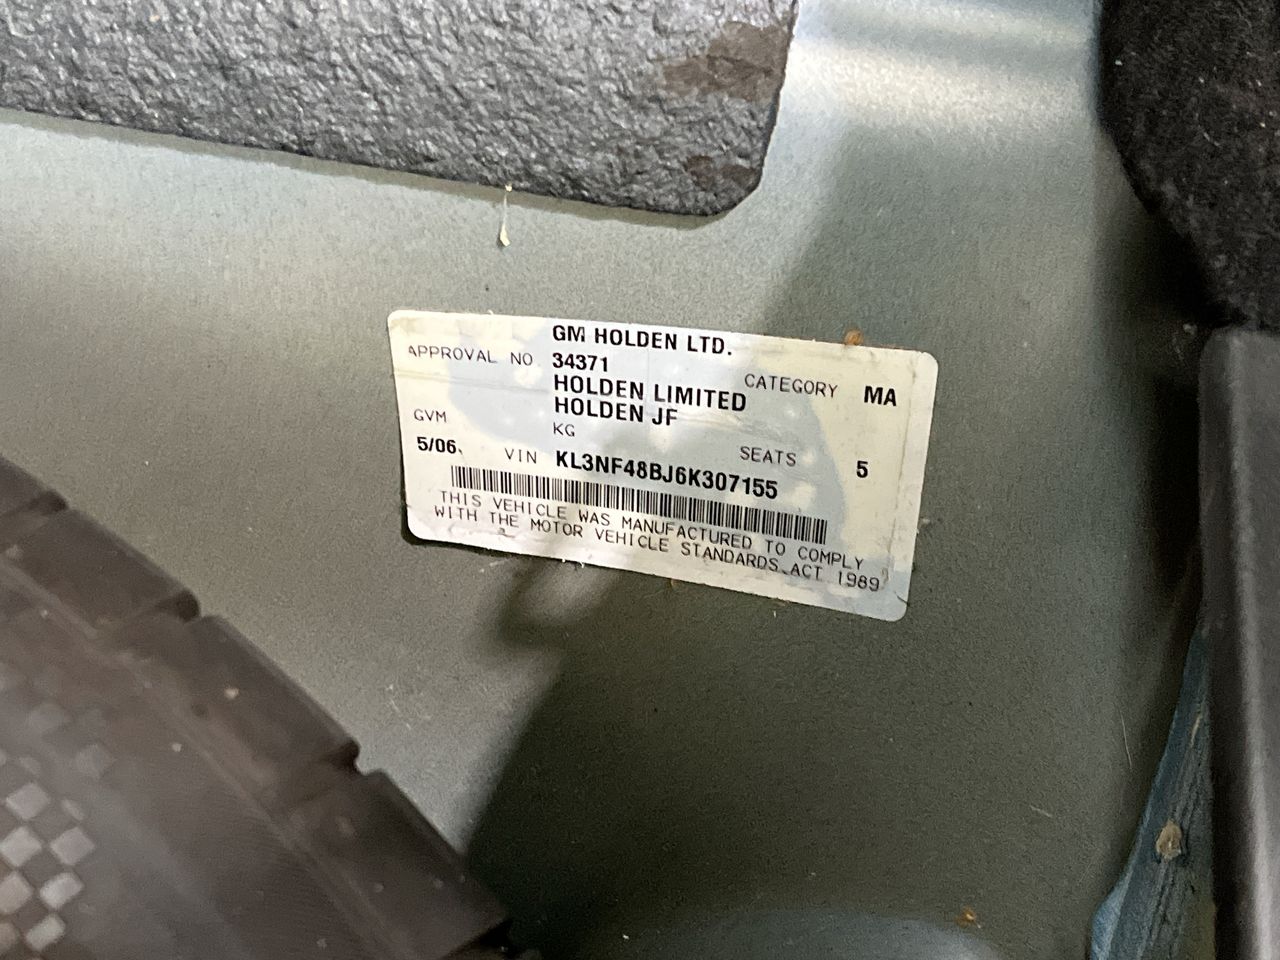 GM HOLDEN LTD.
APPROVAL NO 34371 CATEGORY MA
HOLDEN LIMITED
HOLDEN JF
GVM KG SEATS 5
5/06. VIN KL3NF48BJ6K307155
THIS VEHICLE WAS MANUFACTURED TO COMPLY
WITH THE MOTOR VEHICLE STANDARDS ACT 1989